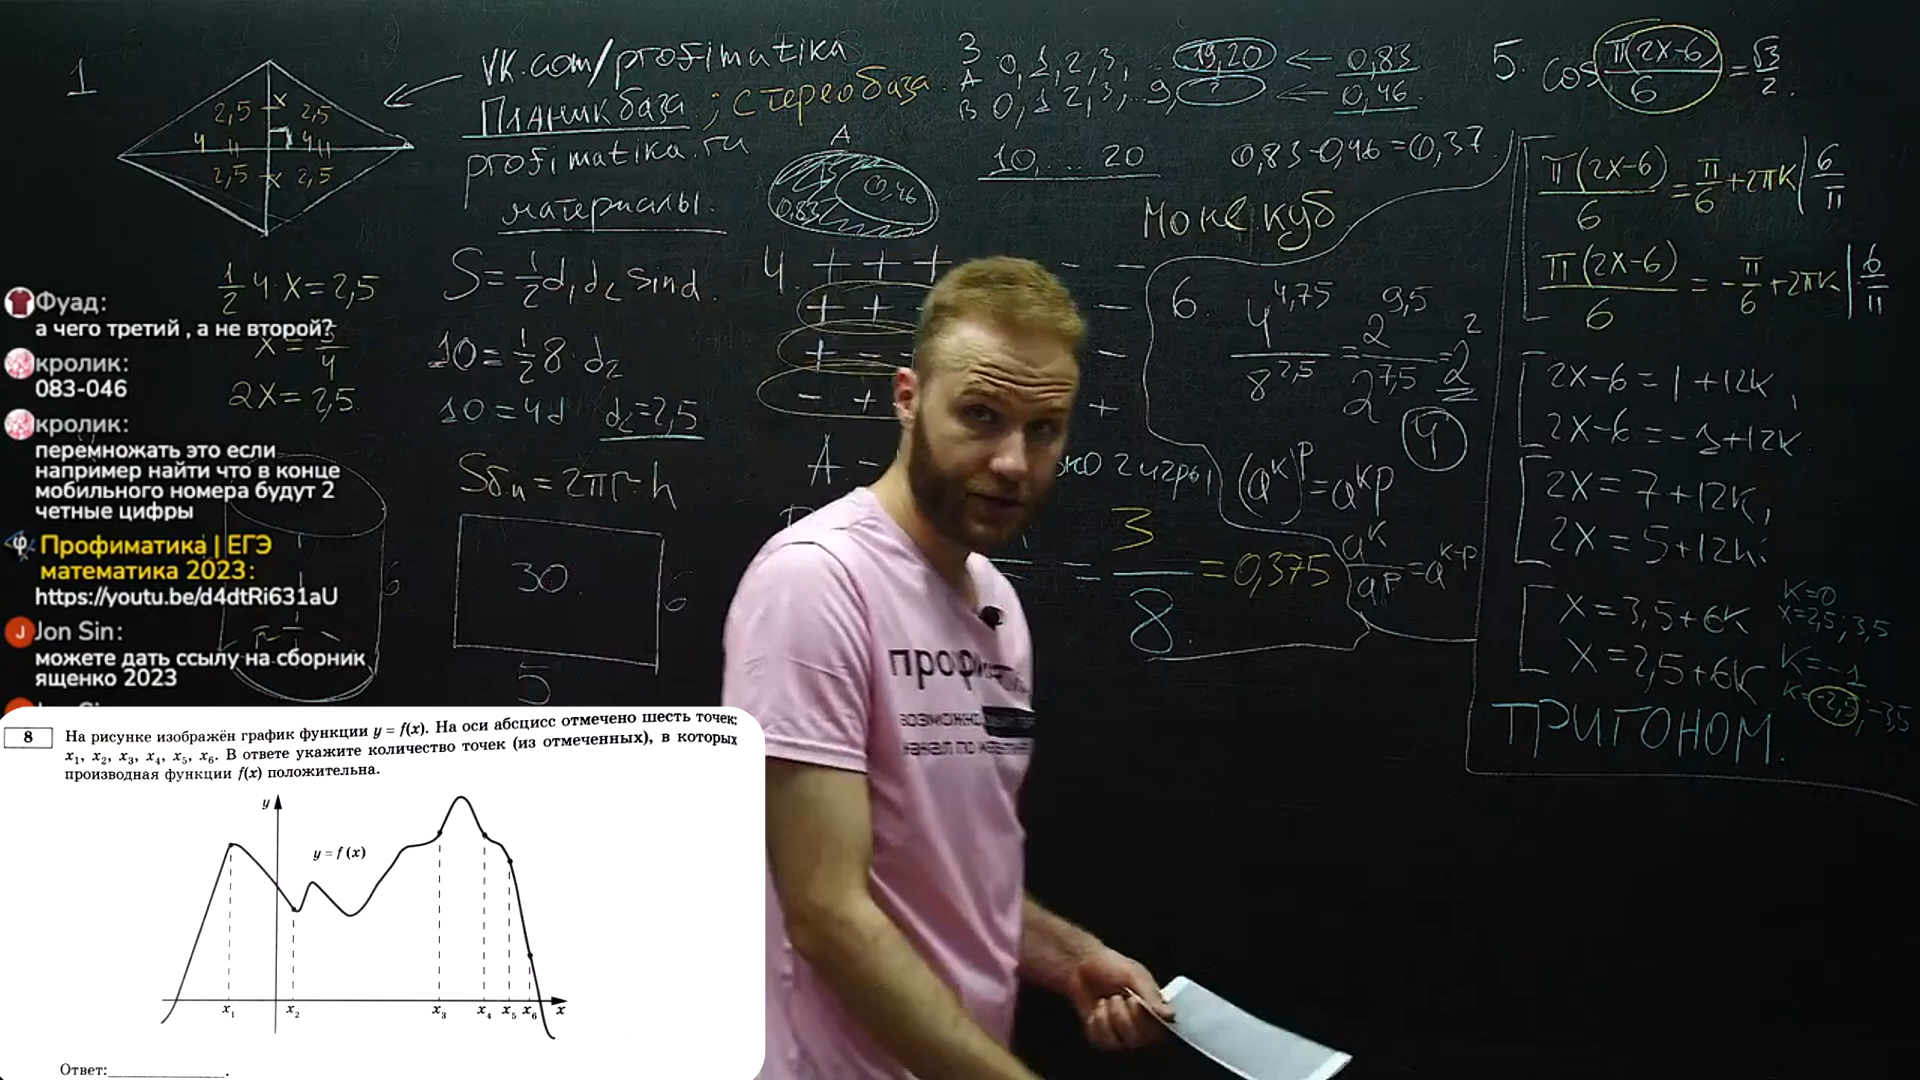 1
2,5 x 2,5
4 4
2,5 x 2,5
vk.com/profimatika
Планик база ; стереобаза
profimatika.ru
материалы.
3
A 0, 1, 2, 3, ... 19, 20 ← 0,83
B 0, 1 2, 3, .. 9, ← 0,46
10, ... 20
0,83-0,46=0,37
A
0,83 0,46
5. cos π(2x-6)/6 = √3/2.
π(2x-6)/6 = π/6 + 2πk | 6/π
π(2x-6)/6 = -π/6 + 2πk | 6/π
2x-6 = 1 + 12k,
2x-6 = -1 + 12k
2x = 7 + 12k,
2x = 5 + 12k
x = 3,5 + 6k
x = 2,5 + 6k
k=0
x=2,5; 3,5
k=-1
-3,5
ТРИГОНОМ.
½ 4 x = 2,5
2x = 2,5
S = ½ d₁ d₂ sinα.
10 = ½ 8 · d₂
10 = 4d d₂ = 2,5
Sб.п = 2πr·h
6
30
6
5
4. + + + - -
+ + -
+ - -
- + +
A -
3/8 = 0,375
6. 4^4,75 / 8^2,5 = 2^9,5 / 2^7,5 = 2²
4
(a^k)^p = a^kp
a^k / a^p = a^k-p
Фуад:
а чего третий , а не второй?
кролик:
083-046
кролик:
перемножать это если
например найти что в конце
мобильного номера будут 2
четные цифры
Профиматика | ЕГЭ
математика 2023:
https://youtu.be/d4dtRi631aU
Jon Sin:
можете дать ссылу на сборник
ященко 2023
профи
возможно
канал по
8
На рисунке изображён график функции y = f(x). На оси абсцисс отмечено шесть точек:
x₁, x₂, x₃, x₄, x₅, x₆. В ответе укажите количество точек (из отмеченных), в которых
производная функции f(x) положительна.
y
y = f (x)
x₁ x₂ x₃ x₄ x₅ x₆ x
Ответ:____________.